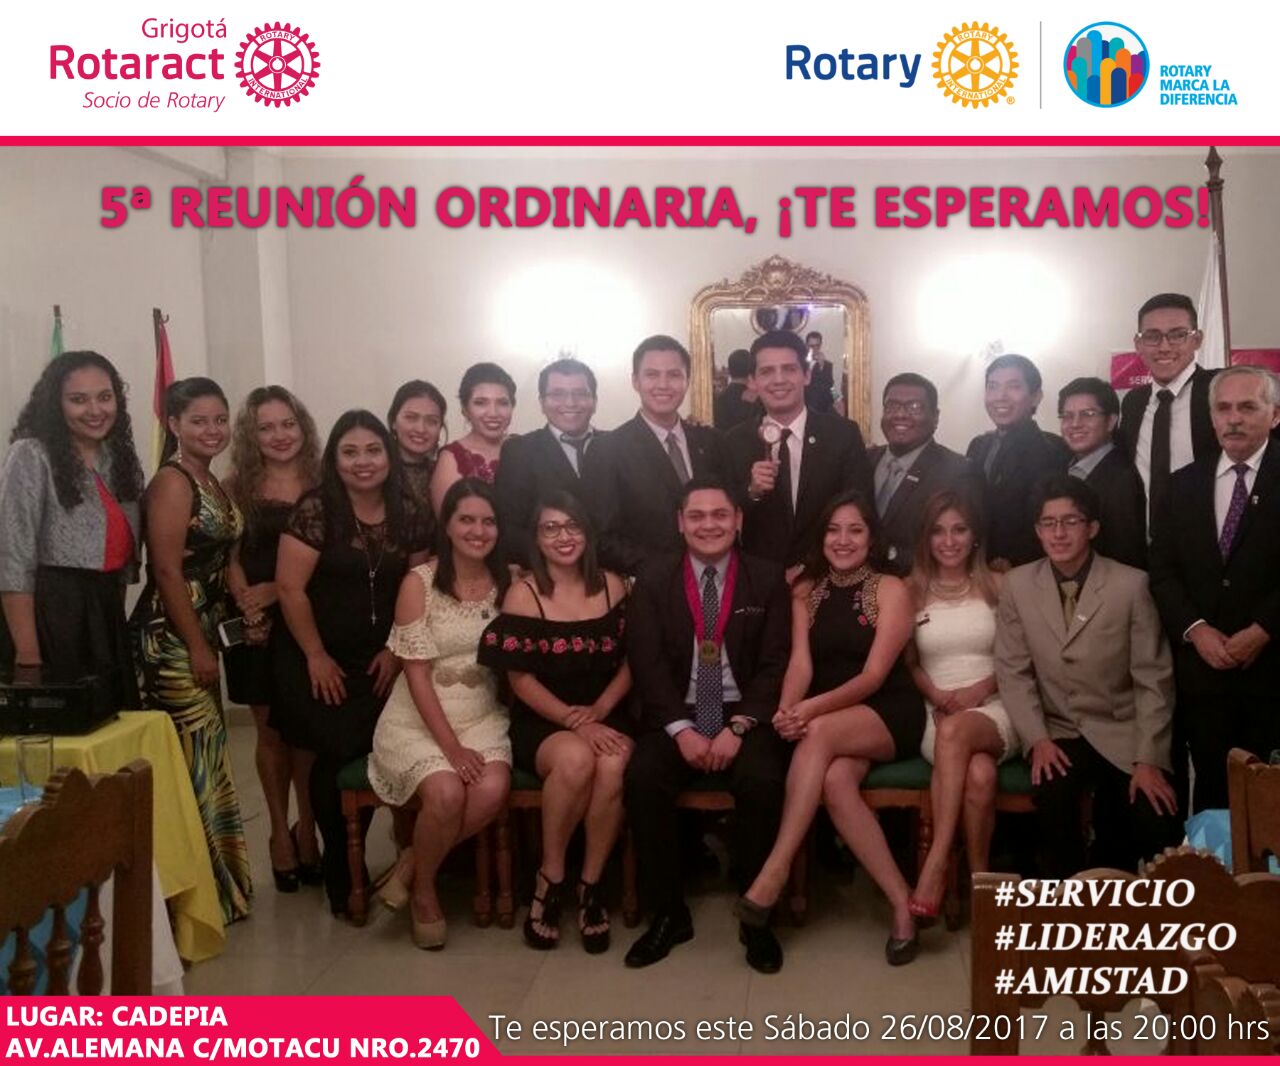 Grigotá
Rotaract
Socio de Rotary
ROTARY
INTERNATIONAL
Rotary
ROTARY
INTERNATIONAL
ROTARY
MARCA LA
DIFERENCIA
5ª REUNIÓN ORDINARIA, ¡TE ESPERAMOS!
#SERVICIO
#LIDERAZGO
#AMISTAD
LUGAR: CADEPIA
AV.ALEMANA C/MOTACU NRO.2470
Te esperamos este Sábado 26/08/2017 a las 20:00 hrs